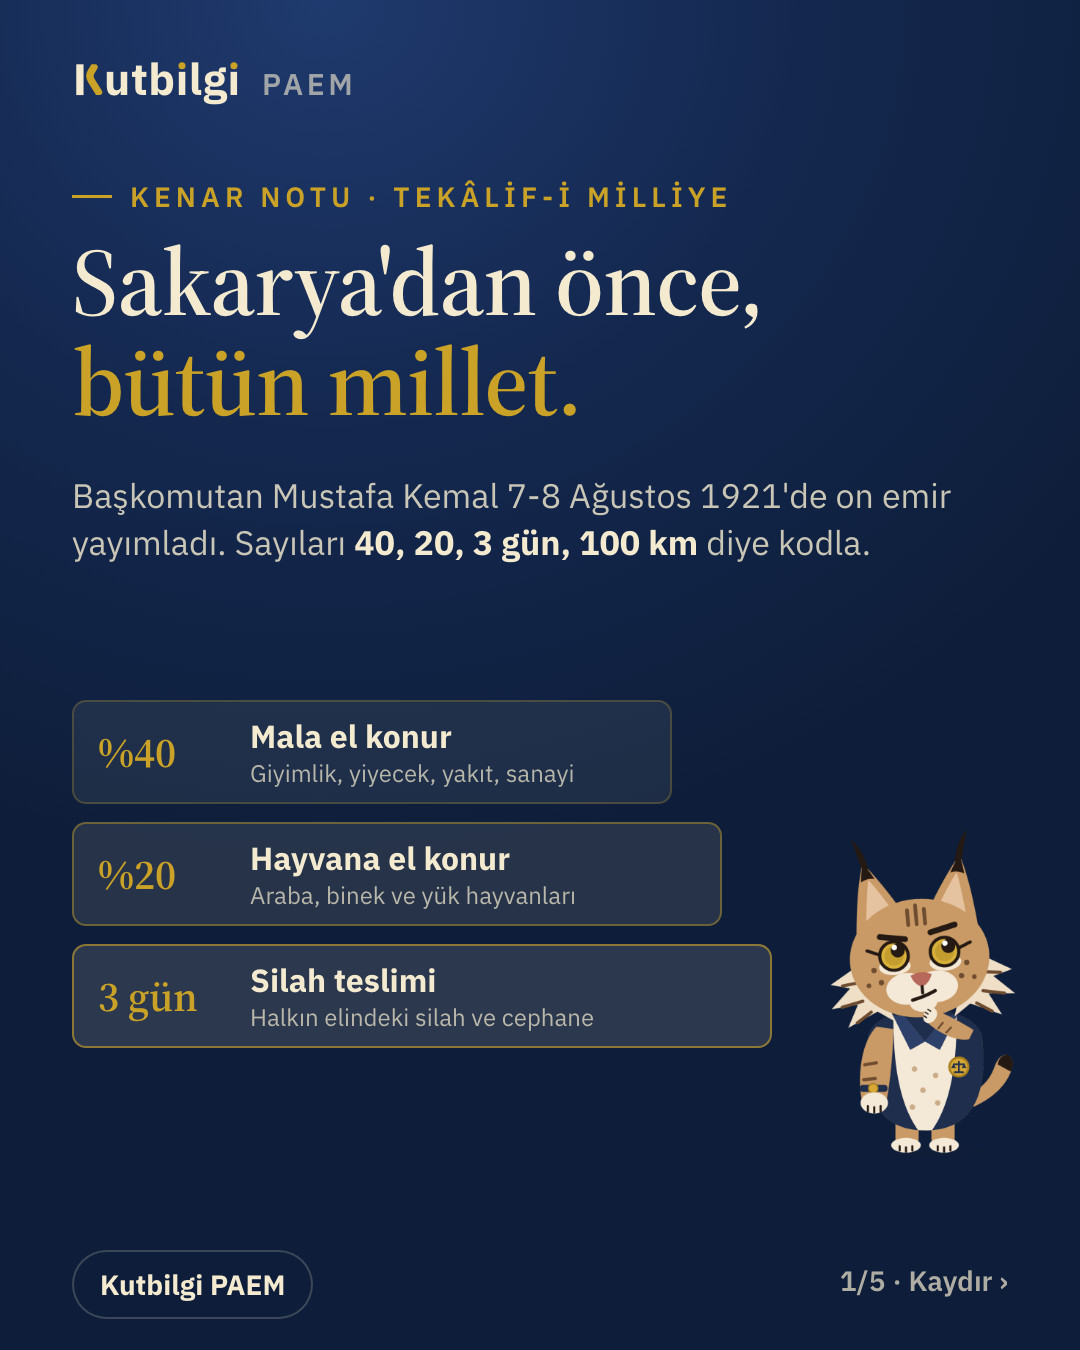 Kutbilgi PAEM
KENAR NOTU · TEKÂLİF-İ MİLLİYE
Sakarya'dan önce,
bütün millet.
Başkomutan Mustafa Kemal 7-8 Ağustos 1921'de on emir
yayımladı. Sayıları 40, 20, 3 gün, 100 km diye kodla.
%40
Mala el konur
Giyimlik, yiyecek, yakıt, sanayi
%20
Hayvana el konur
Araba, binek ve yük hayvanları
3 gün
Silah teslimi
Halkın elindeki silah ve cephane
Kutbilgi PAEM
1/5 · Kaydır ›